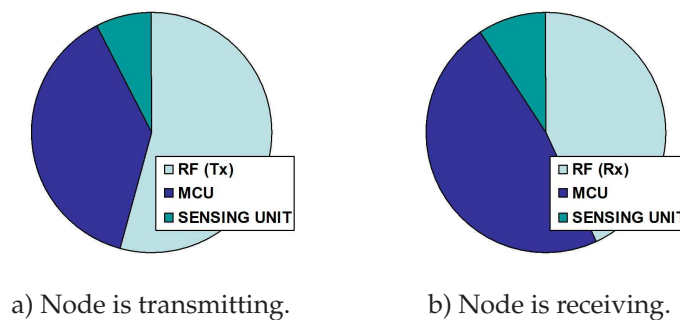 RF (Tx)
MCU
SENSING UNIT
RF (Rx)
MCU
SENSING UNIT
a) Node is transmitting.
b) Node is receiving.